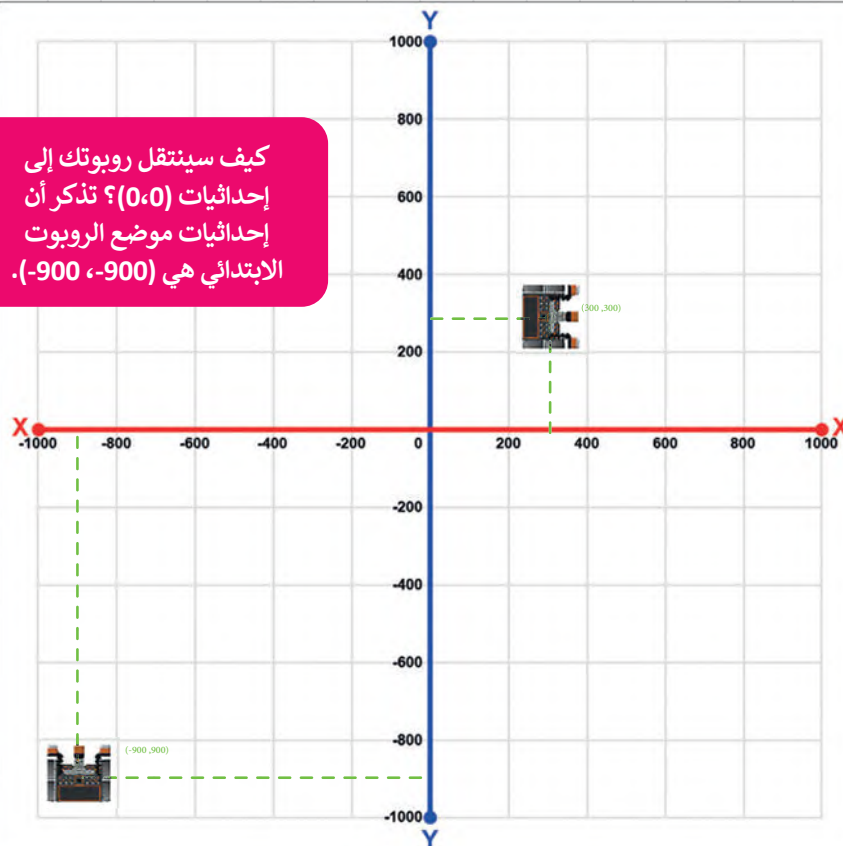 Y
1000
800
كيف سينتقل روبوتك إلى
إحداثيات (0،0)؟ تذكر أن
إحداثيات موضع الروبوت
الابتدائي هي (900-، 900-).
600
400
(300 ,300)
200
X X
-1000 -800 -600 -400 -200 0 200 400 600 800 1000
-200
-400
-600
-800
(-900 ,900)
-1000
Y